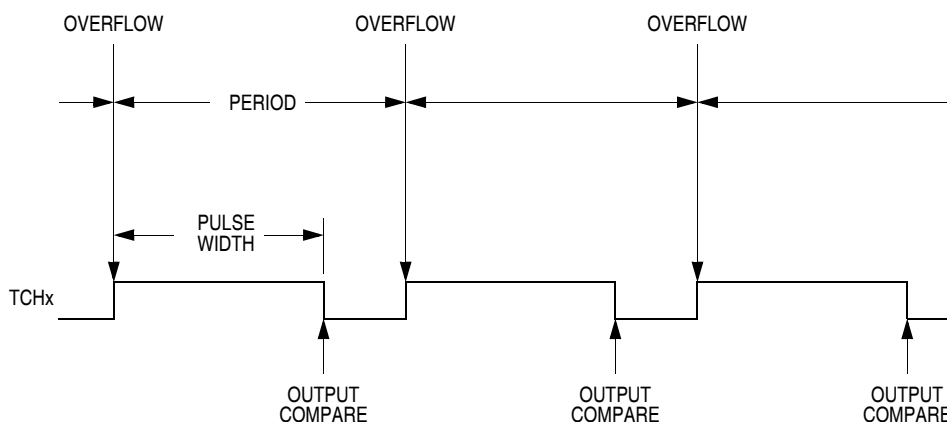 OVERFLOW
OVERFLOW
OVERFLOW
PERIOD
PULSE
WIDTH
TCHx
OUTPUT
COMPARE
OUTPUT
COMPARE
OUTPUT
COMPARE